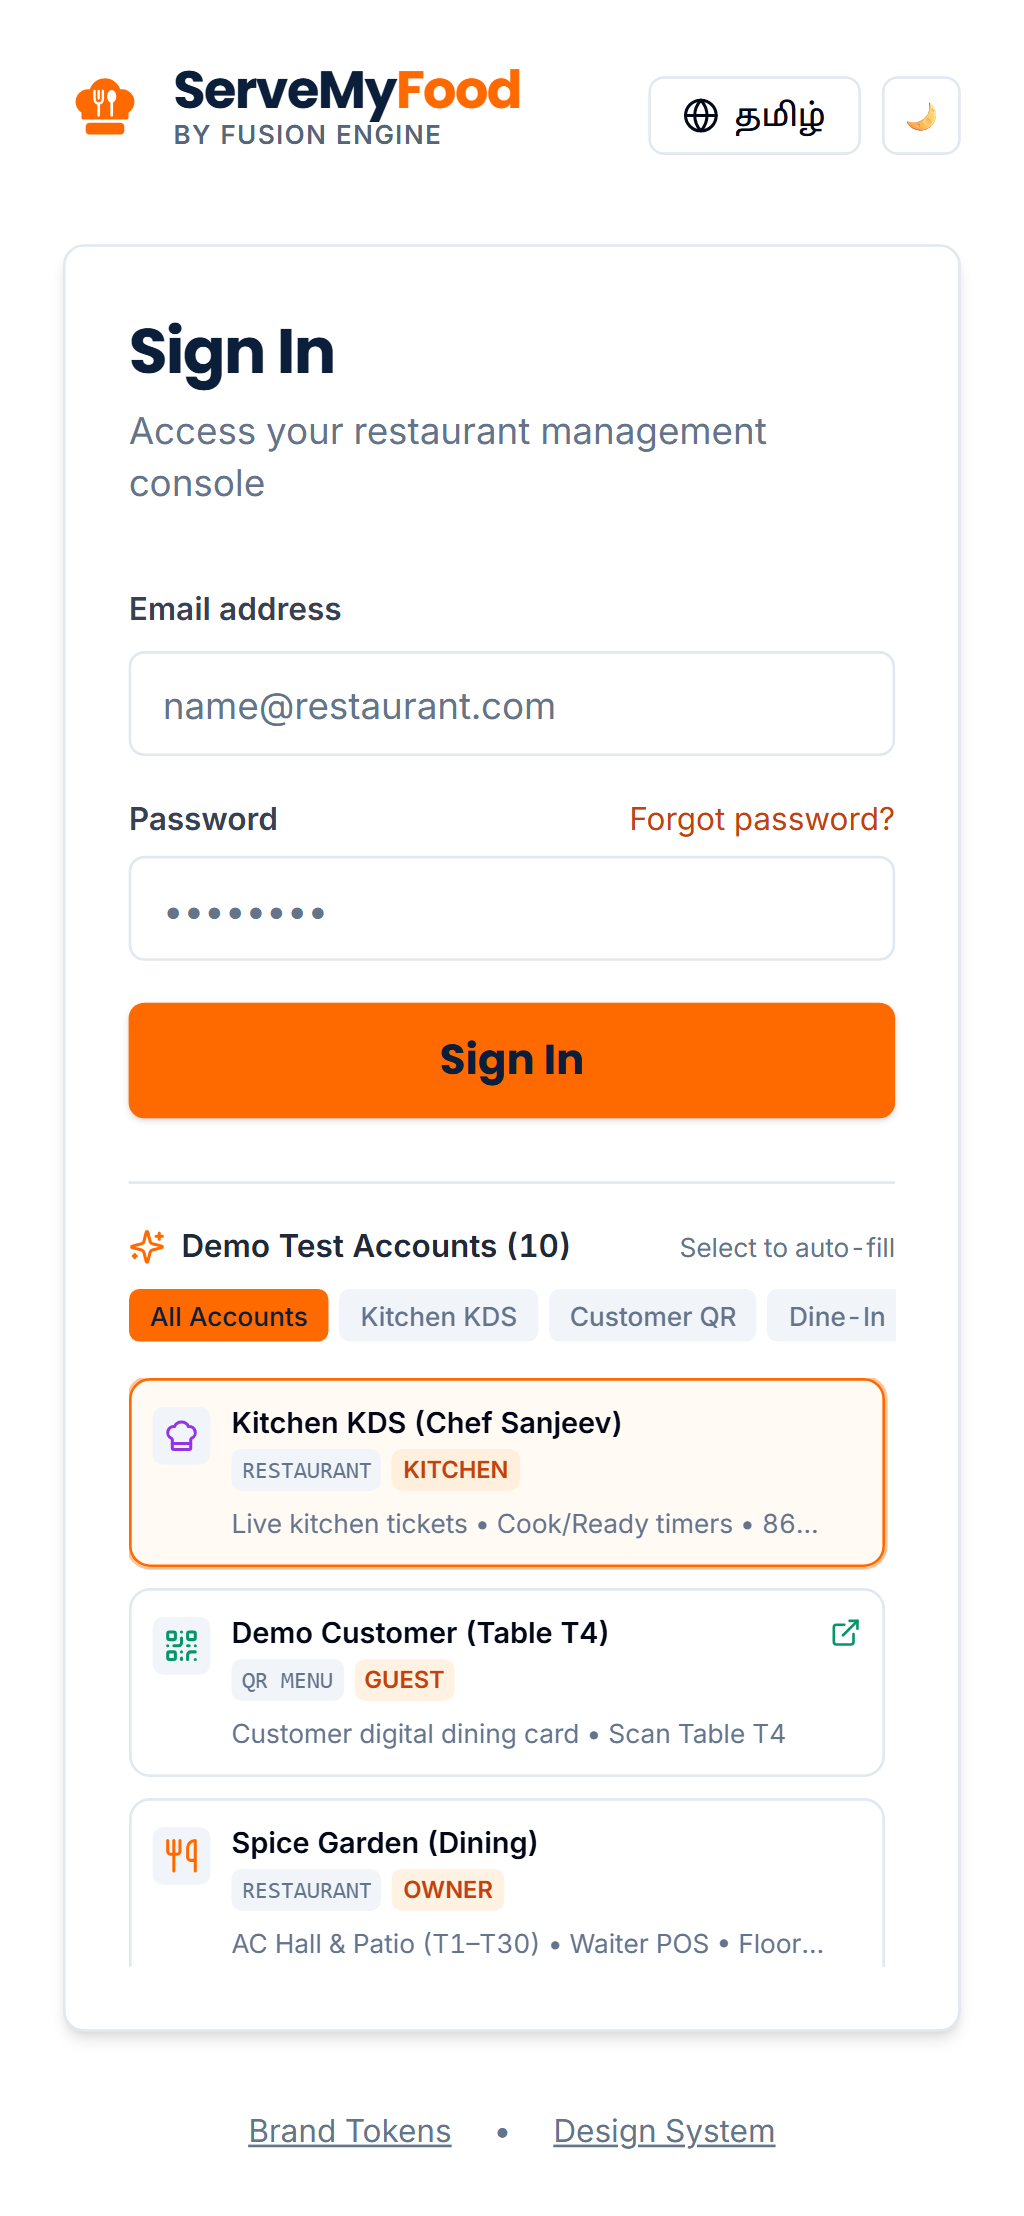 ServeMyFood
BY FUSION ENGINE
தமிழ்
Sign In
Access your restaurant management
console
Email address
name@restaurant.com
Password
Forgot password?
••••••••
Sign In
Demo Test Accounts (10)
Select to auto-fill
All Accounts
Kitchen KDS
Customer QR
Dine-In
Kitchen KDS (Chef Sanjeev)
RESTAURANT
KITCHEN
Live kitchen tickets • Cook/Ready timers • 86...
Demo Customer (Table T4)
QR MENU
GUEST
Customer digital dining card • Scan Table T4
Spice Garden (Dining)
RESTAURANT
OWNER
AC Hall & Patio (T1–T30) • Waiter POS • Floor...
Brand Tokens • Design System